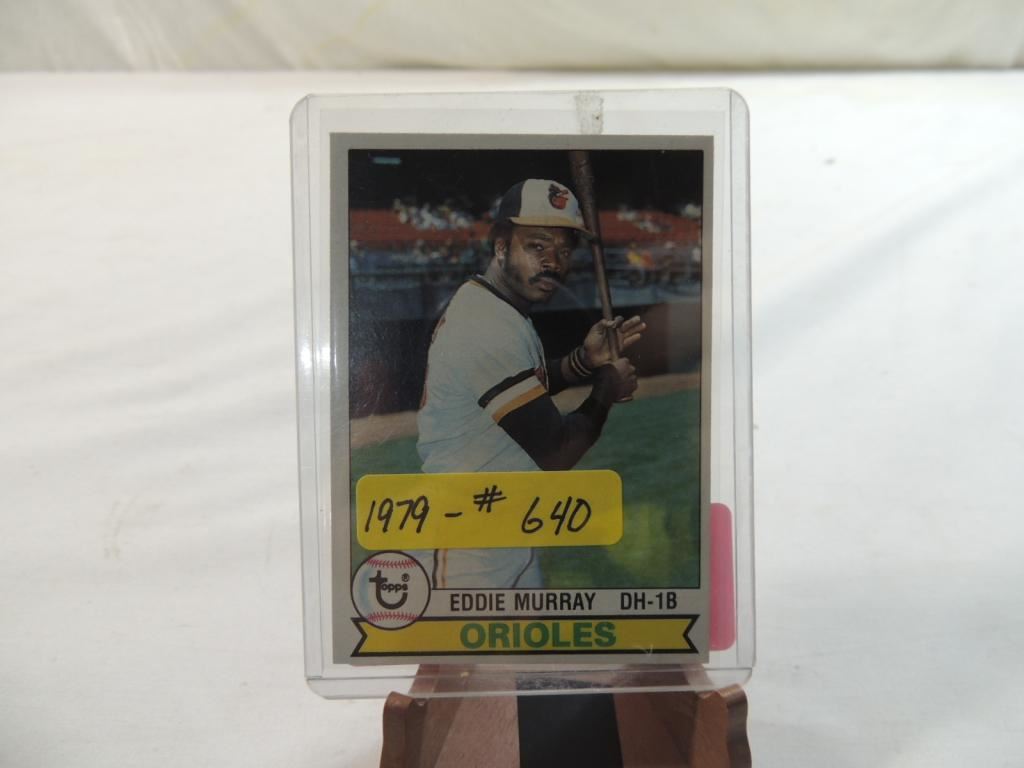 1979 - # 640
topps®
EDDIE MURRAY DH-1B
ORIOLES